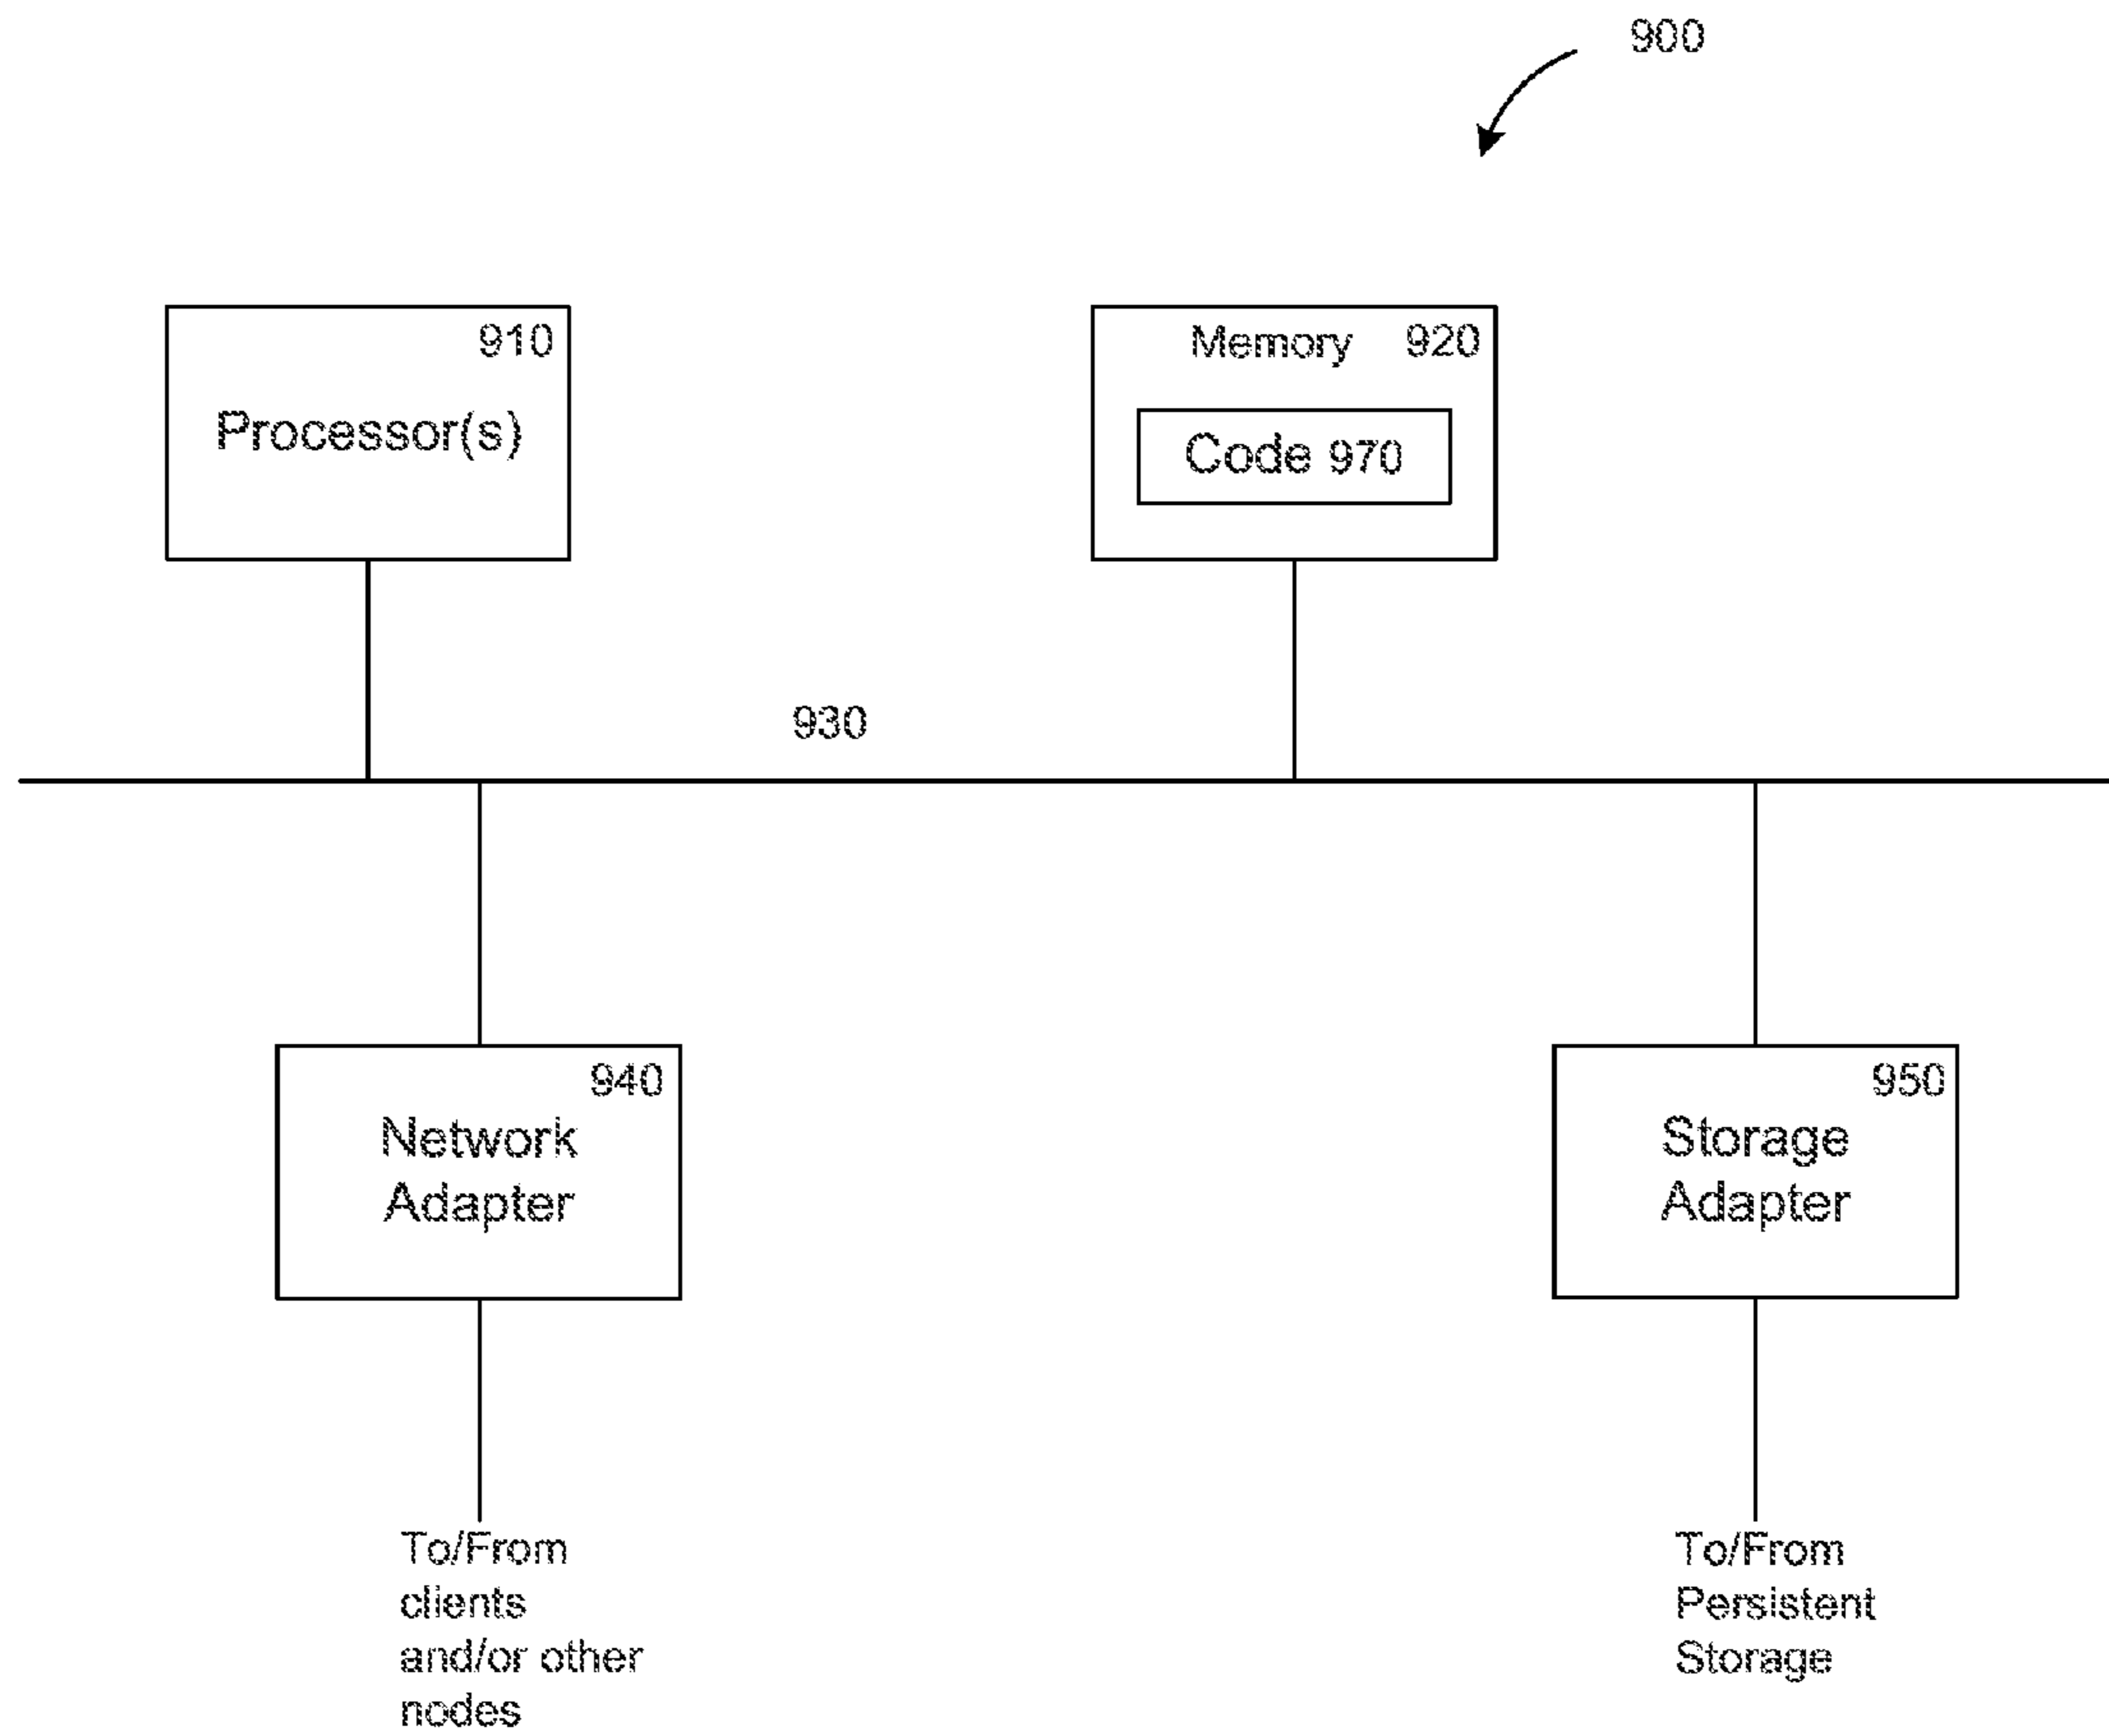 900
910
Processor(s)
Memory 920
Code 970
930
940
Network
Adapter
950
Storage
Adapter
To/From
clients
and/or other
nodes
To/From
Persistent
Storage